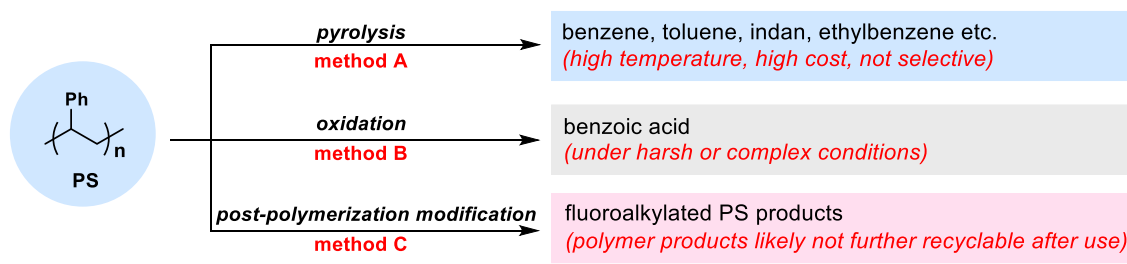 Ph
n
PS
pyrolysis
method A
benzene, toluene, indan, ethylbenzene etc.
(high temperature, high cost, not selective)
oxidation
method B
benzoic acid
(under harsh or complex conditions)
post-polymerization modification
method C
fluoroalkylated PS products
(polymer products likely not further recyclable after use)